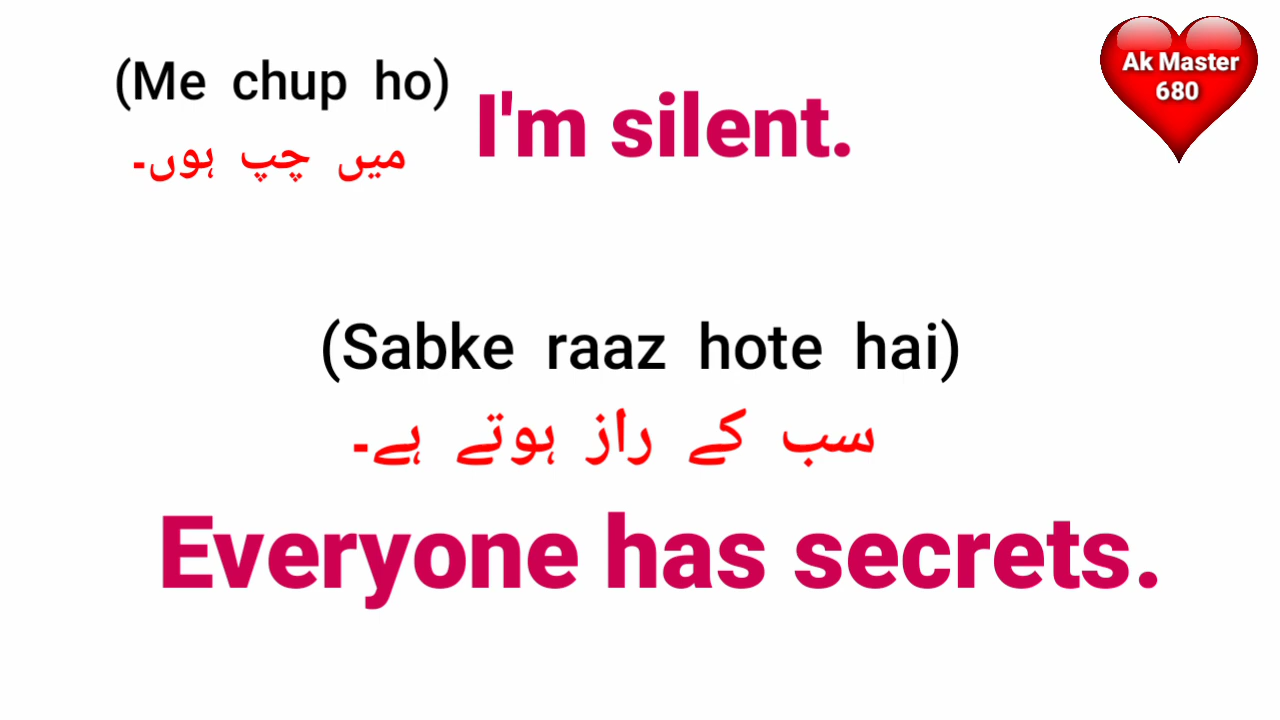 (Me chup ho)
میں چپ ہوں۔
I'm silent.
Ak Master
680
(Sabke raaz hote hai)
سب کے راز ہوتے ہے۔
Everyone has secrets.